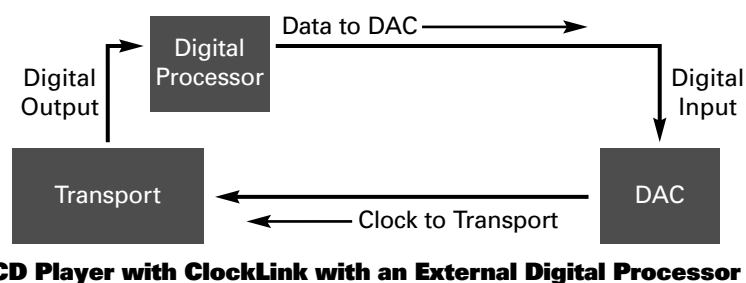 Data to DAC
Digital
Processor
Digital
Output
Digital
Input
Transport
DAC
Clock to Transport
CD Player with ClockLink with an External Digital Processor